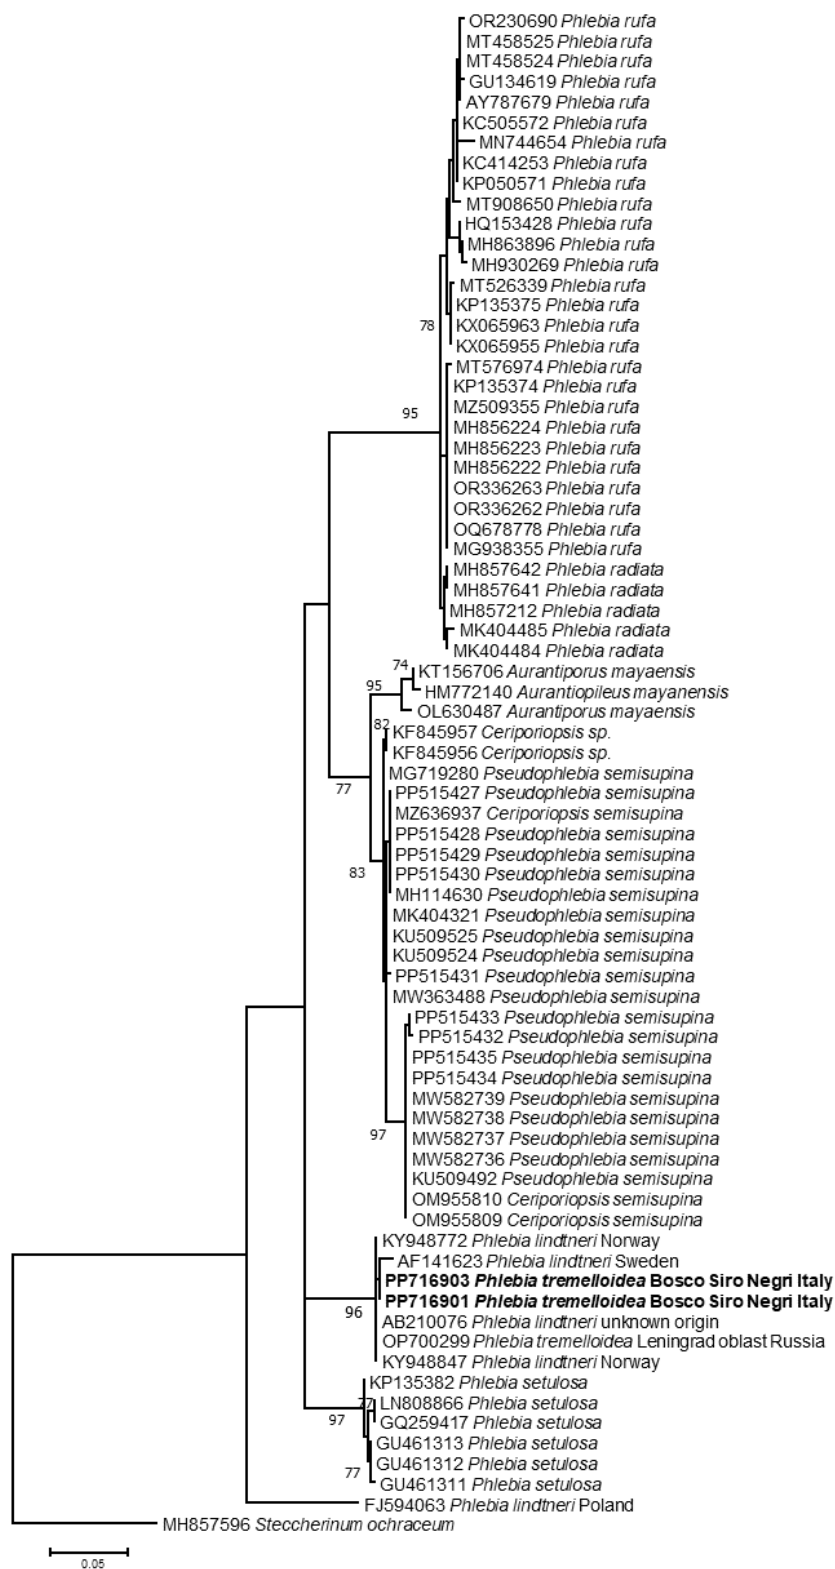 OR230690 Phlebia rufa
MT458525 Phlebia rufa
MT458524 Phlebia rufa
GU134619 Phlebia rufa
AY787679 Phlebia rufa
KC505572 Phlebia rufa
MN744654 Phlebia rufa
KC414253 Phlebia rufa
KP050571 Phlebia rufa
MT908650 Phlebia rufa
HQ153428 Phlebia rufa
MH863896 Phlebia rufa
MH930269 Phlebia rufa
MT526339 Phlebia rufa
KP135375 Phlebia rufa
78
KX065963 Phlebia rufa
KX065955 Phlebia rufa
MT576974 Phlebia rufa
KP135374 Phlebia rufa
MZ509355 Phlebia rufa
95
MH856224 Phlebia rufa
MH856223 Phlebia rufa
MH856222 Phlebia rufa
OR336263 Phlebia rufa
OR336262 Phlebia rufa
OQ678778 Phlebia rufa
MG938355 Phlebia rufa
MH857642 Phlebia radiata
MH857641 Phlebia radiata
MH857212 Phlebia radiata
MK404485 Phlebia radiata
MK404484 Phlebia radiata
74
KT156706 Aurantiporus mayaensis
95
HM772140 Aurantiopileus mayanensis
OL630487 Aurantiporus mayaensis
82
KF845957 Ceriporiopsis sp.
KF845956 Ceriporiopsis sp.
MG719280 Pseudophlebia semisupina
77
PP515427 Pseudophlebia semisupina
MZ636937 Ceriporiopsis semisupina
PP515428 Pseudophlebia semisupina
PP515429 Pseudophlebia semisupina
83
PP515430 Pseudophlebia semisupina
MH114630 Pseudophlebia semisupina
MK404321 Pseudophlebia semisupina
KU509525 Pseudophlebia semisupina
KU509524 Pseudophlebia semisupina
PP515431 Pseudophlebia semisupina
MW363488 Pseudophlebia semisupina
PP515433 Pseudophlebia semisupina
PP515432 Pseudophlebia semisupina
PP515435 Pseudophlebia semisupina
PP515434 Pseudophlebia semisupina
MW582739 Pseudophlebia semisupina
MW582738 Pseudophlebia semisupina
97
MW582737 Pseudophlebia semisupina
MW582736 Pseudophlebia semisupina
KU509492 Pseudophlebia semisupina
OM955810 Ceriporiopsis semisupina
OM955809 Ceriporiopsis semisupina
KY948772 Phlebia lindtneri Norway
AF141623 Phlebia lindtneri Sweden
PP716903 Phlebia tremelloidea Bosco Siro Negri Italy
PP716901 Phlebia tremelloidea Bosco Siro Negri Italy
96
AB210076 Phlebia lindtneri unknown origin
OP700299 Phlebia tremelloidea Leningrad oblast Russia
KY948847 Phlebia lindtneri Norway
KP135382 Phlebia setulosa
77
LN808866 Phlebia setulosa
97
GQ259417 Phlebia setulosa
GU461313 Phlebia setulosa
GU461312 Phlebia setulosa
77
GU461311 Phlebia setulosa
FJ594063 Phlebia lindtneri Poland
MH857596 Steccherinum ochraceum
0.05